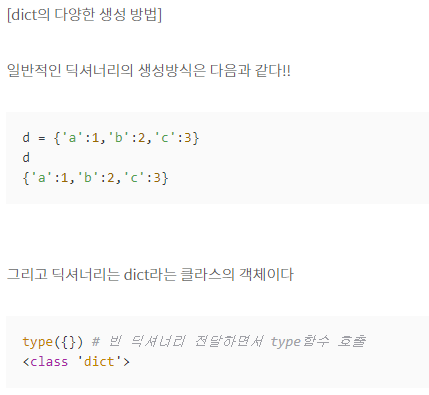 [dict의 다양한 생성 방법]
일반적인 딕셔너리의 생성방식은 다음과 같다!!
d = {'a':1,'b':2,'c':3}
d
{'a':1,'b':2,'c':3}
그리고 딕셔너리는 dict라는 클라스의 객체이다
type({}) # 빈 딕셔너리 전달하면서 type함수 호출
<class 'dict'>